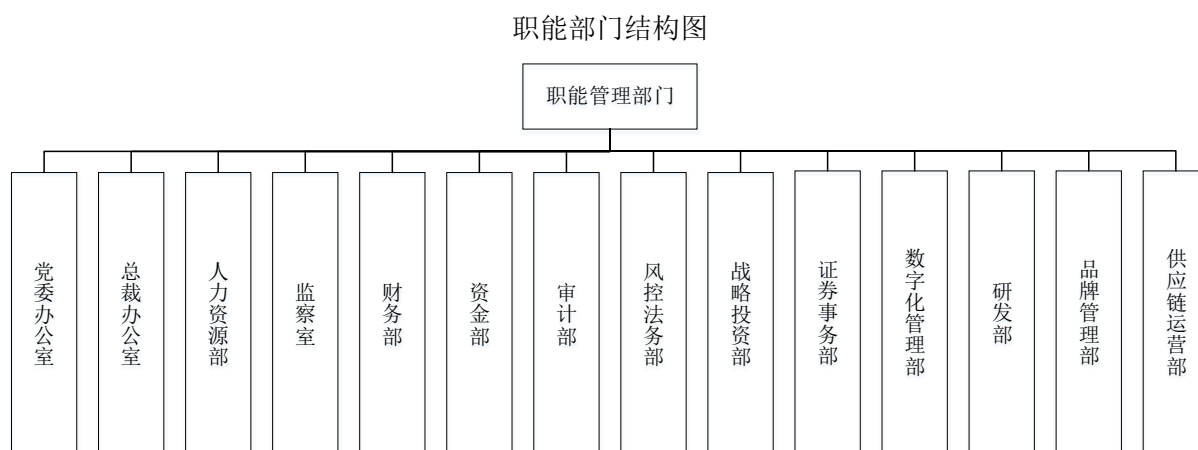 职能部门结构图
职能管理部门
党委办公室
总裁办公室
人力资源部
监察室
财务部
资金部
审计部
风控法务部
战略投资部
证券事务部
数字化管理部
研发部
品牌管理部
供应链运营部